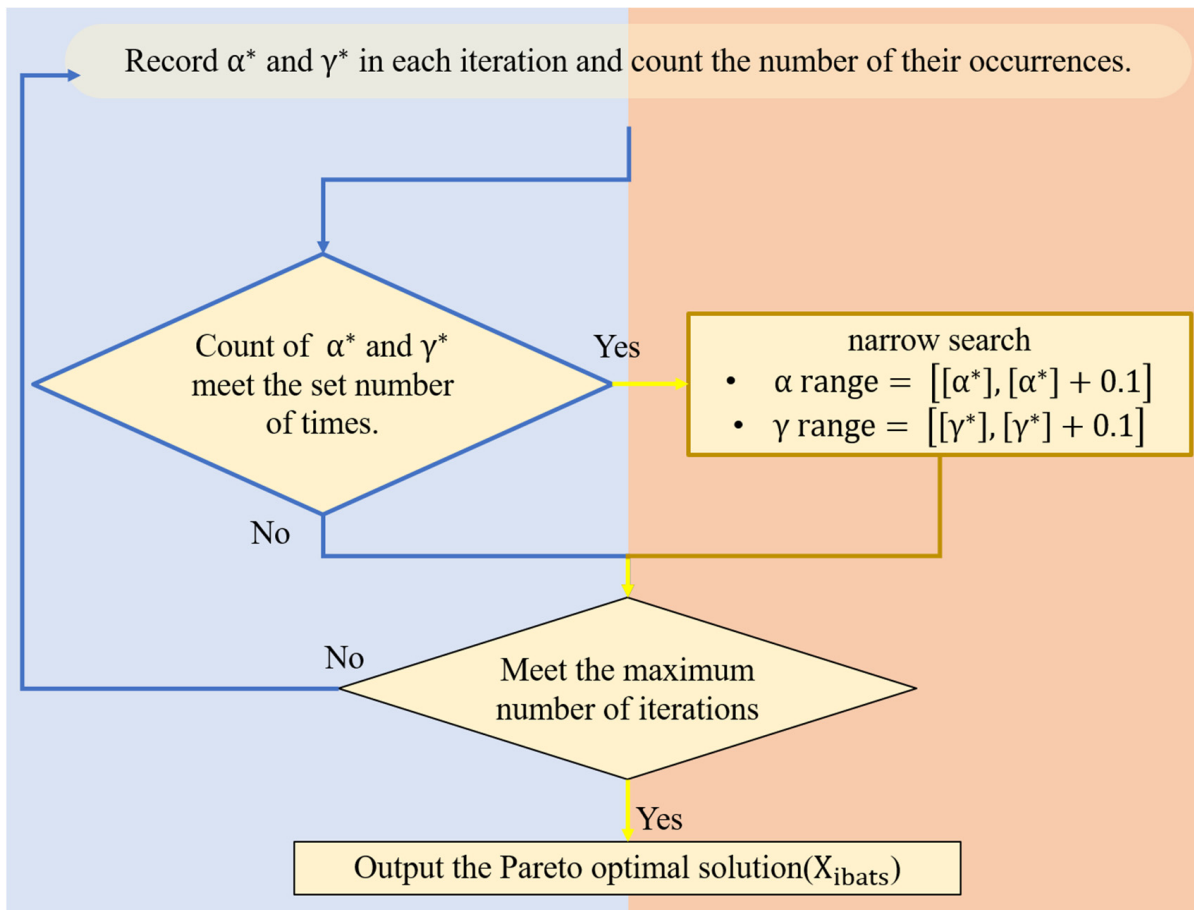 Record α* and γ* in each iteration and count the number of their occurrences.
Count of α* and γ*
meet the set number
of times.
Yes
narrow search
• α range = [[α*], [α*] + 0.1]
• γ range = [[γ*], [γ*] + 0.1]
No
No
Meet the maximum
number of iterations
Yes
Output the Pareto optimal solution(X_ibats)